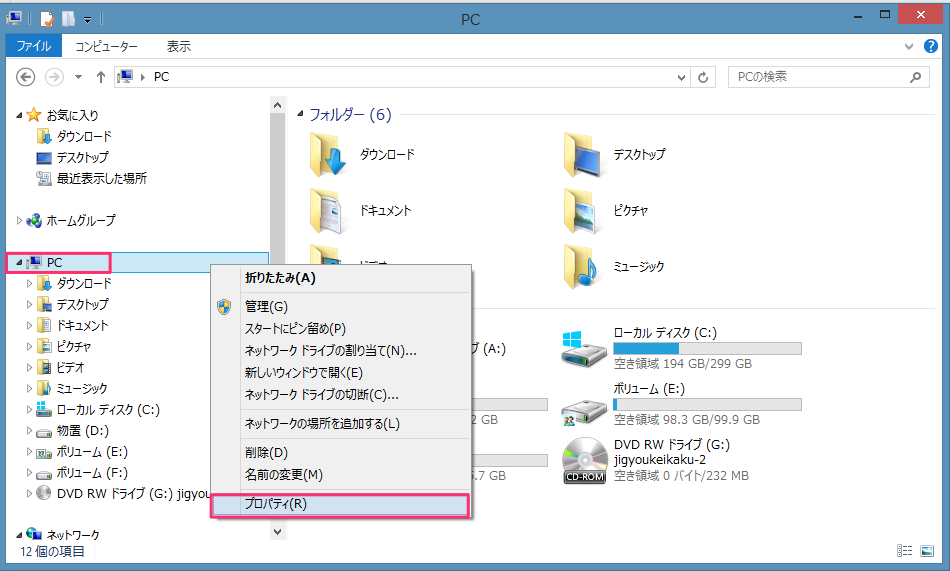 PC
ファイル
コンピューター
表示
PC
PCの検索
お気に入り
ダウンロード
デスクトップ
最近表示した場所
ホームグループ
PC
ダウンロード
デスクトップ
ドキュメント
ピクチャ
ビデオ
ミュージック
ローカル ディスク (C:)
物置 (D:)
ボリューム (E:)
ボリューム (F:)
DVD RW ドライブ (G:) jigyou
ネットワーク
12 個の項目
フォルダー (6)
ダウンロード
デスクトップ
ドキュメント
ピクチャ
ミュージック
折りたたみ(A)
管理(G)
スタートにピン留め(P)
ネットワーク ドライブの割り当て(N)...
新しいウィンドウで開く(E)
ネットワーク ドライブの切断(C)...
ネットワークの場所を追加する(L)
削除(D)
名前の変更(M)
プロパティ(R)
(A:)
ローカル ディスク (C:)
空き領域 194 GB/299 GB
2 GB
ボリューム (E:)
空き領域 98.3 GB/99.9 GB
.7 GB
CD-ROM
DVD RW ドライブ (G:)
jigyoukeikaku-2
空き領域 0 バイト/232 MB